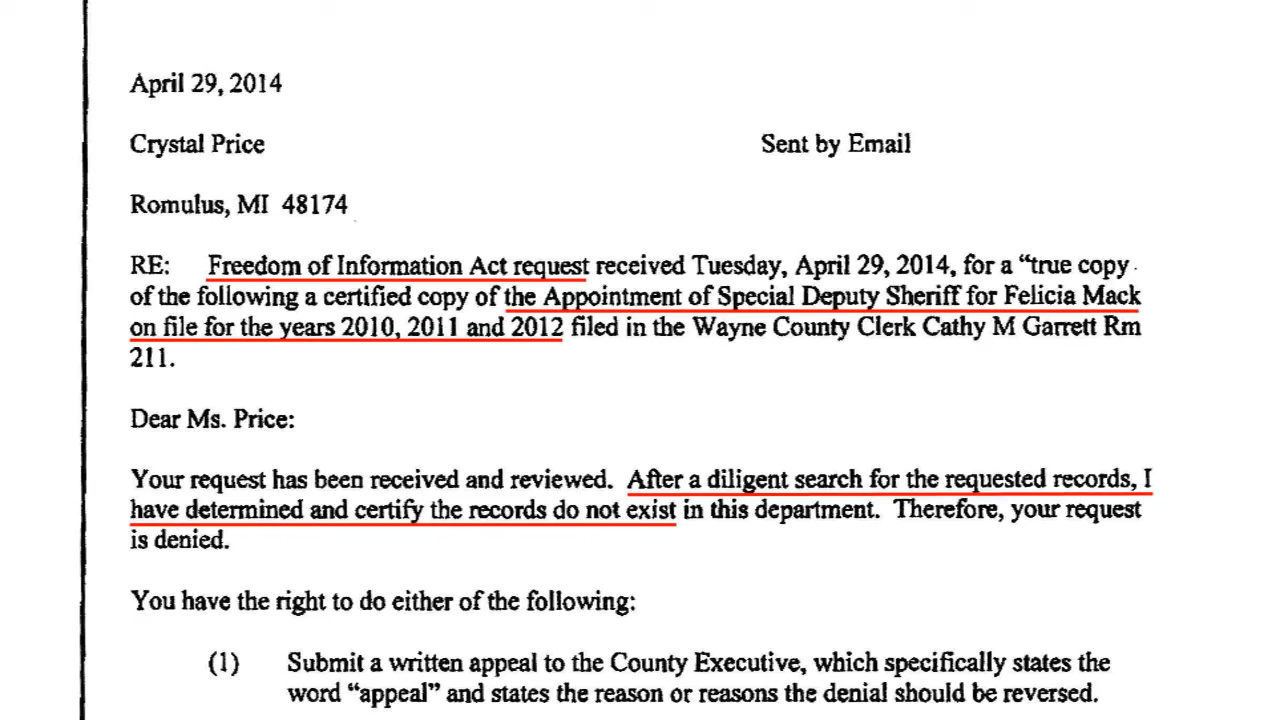 April 29, 2014
Crystal Price Sent by Email
Romulus, MI 48174
RE: Freedom of Information Act request received Tuesday, April 29, 2014, for a “true copy
of the following a certified copy of the Appointment of Special Deputy Sheriff for Felicia Mack
on file for the years 2010, 2011 and 2012 filed in the Wayne County Clerk Cathy M Garrett Rm
211.
Dear Ms. Price:
Your request has been received and reviewed. After a diligent search for the requested records, I
have determined and certify the records do not exist in this department. Therefore, your request
is denied.
You have the right to do either of the following:
(1) Submit a written appeal to the County Executive, which specifically states the
word “appeal” and states the reason or reasons the denial should be reversed.